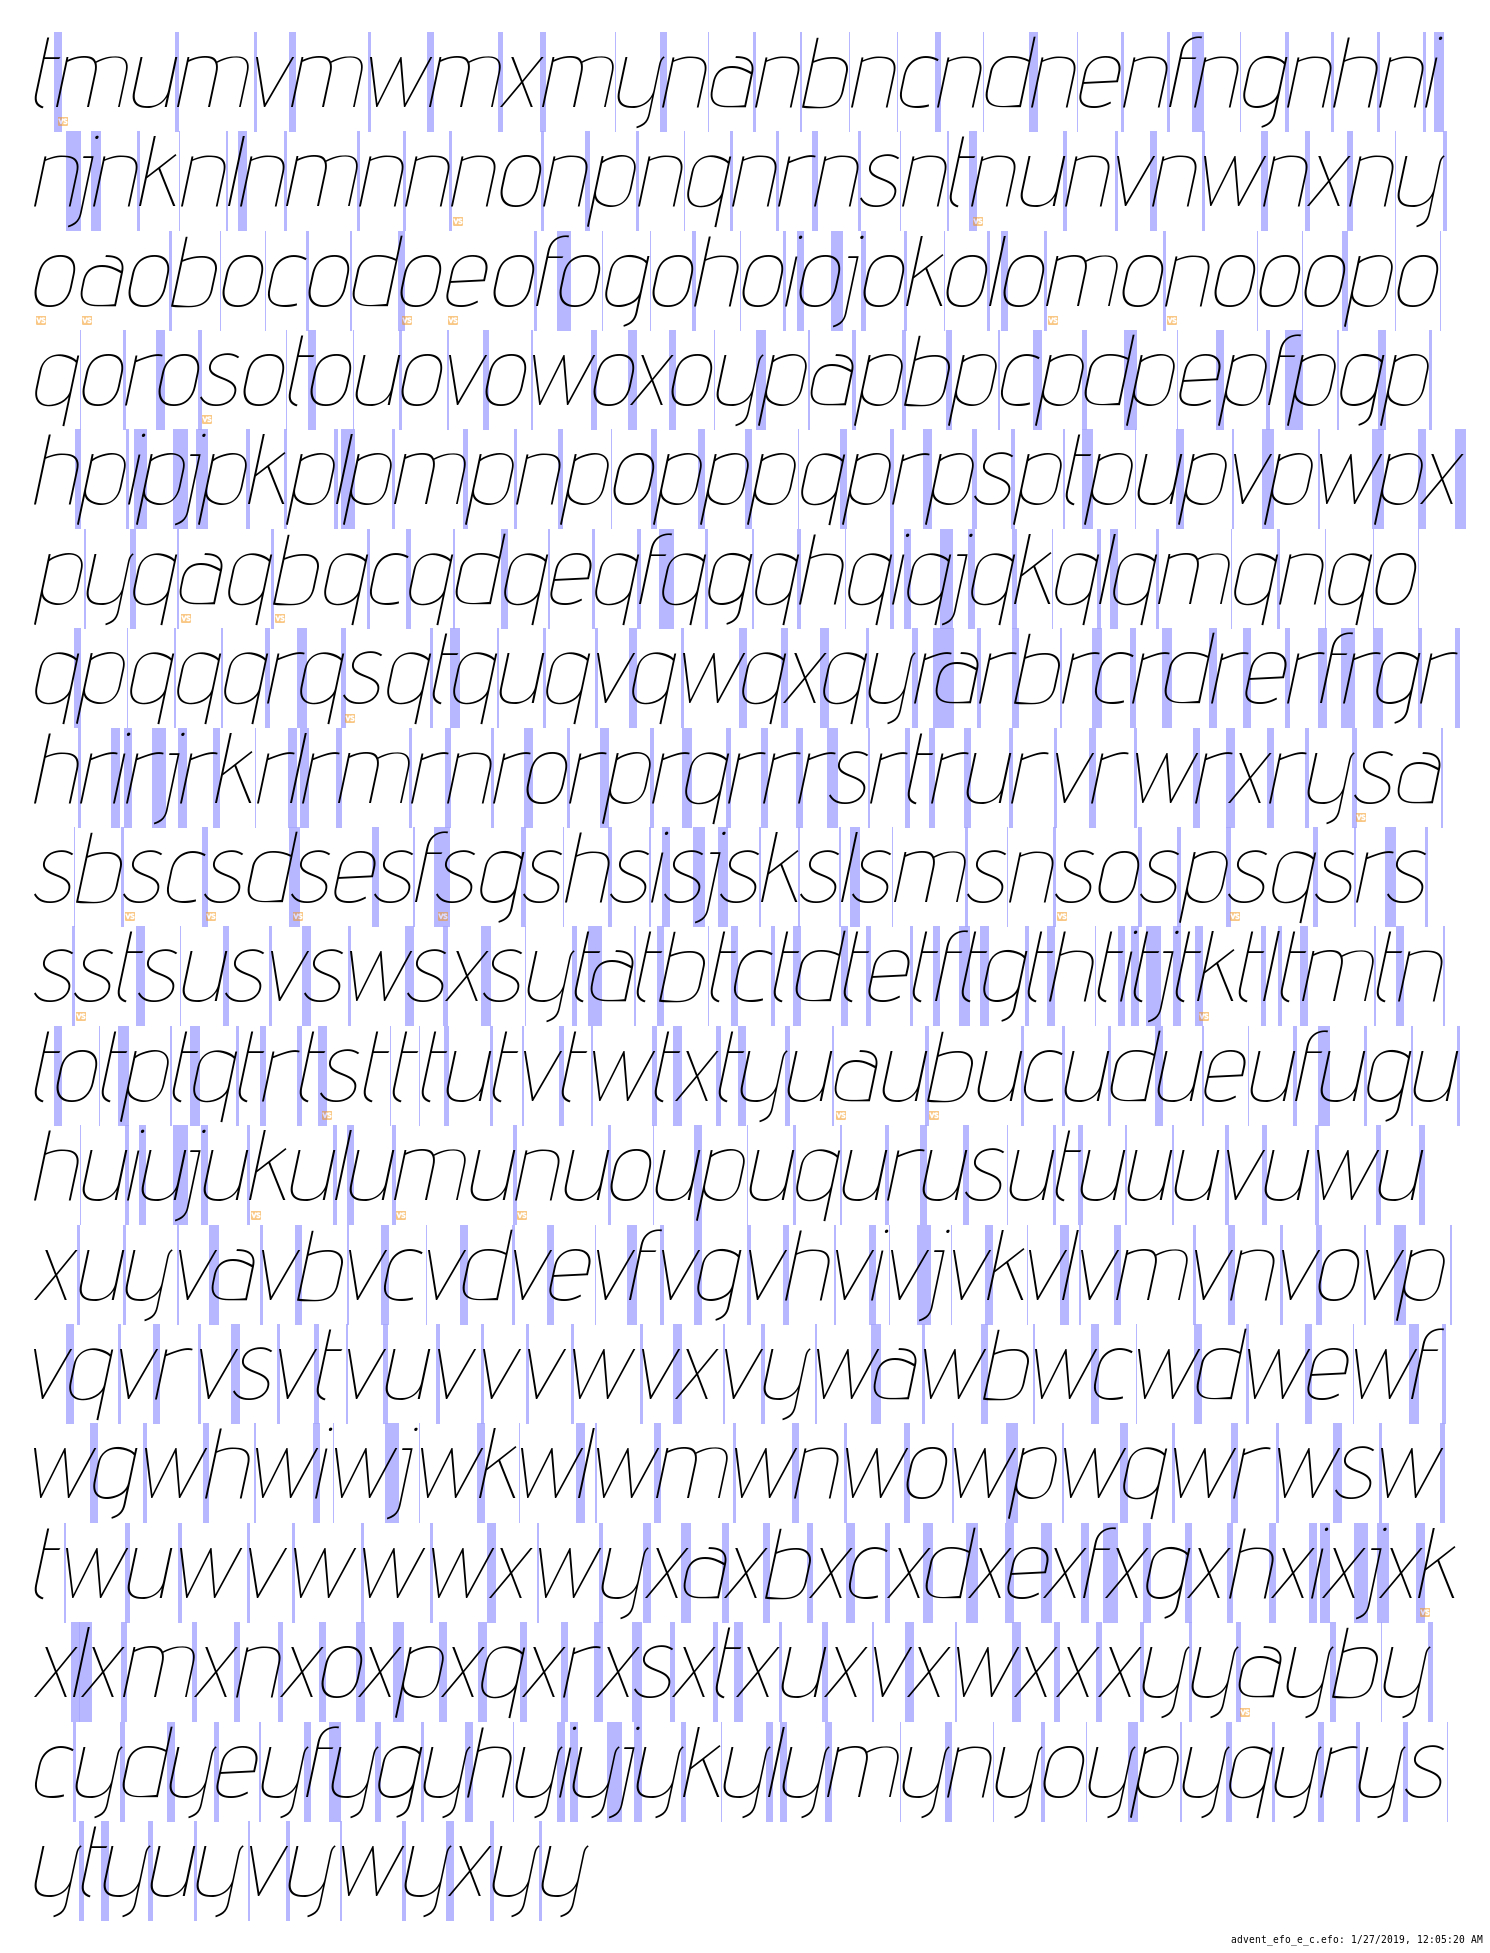 tmumvmwmxmynanbncndnenfngnhni
njnknlnmnnnonpnqnrnsntnunvnwnxny
oaobocodoeofogohoiojokolomonooopo
qorosotouovowoxoypapbpcpdpepfpgp
hpipjpkplpmpnpopppqprpsptpupvpwpx
pyqaqbqcqdqeqfqgqhqiqjqkqlqmqnqo
qpqqqrqsqtquqvqwqxqyrarbrcrdrerfrgr
hrirjrkrlrmrnrorprqrrrsrtrurvrwrxrysa
sbscsdsesfsgshsisjskslsmsnsospsqsrs
sstsusvswsxsytatbtctdtetftgthtitjtktltmtn
totptqtrtstttutvtwtxtyuaubucudueufugu
huiujukulumunuoupuqurusutuuuvuwu
xuyvavbvcvdvevfvgvhvivjvkvlvmvnvovp
vqvrvsvtvuvvvwvxvywawbwcwdwewf
wgwhwiwjwkwlwmwnwowpwqwrwsw
twuwvwwwxwyxaxbxcxdxexfxgxhxixjxk
xlxmxnxoxpxqxrxsxtxuxvxwxxxyyayby
cydyeyfygyhyiyjykylymynyoypyqyrys
ytyuyvywyxyy
advent_efo_e_c.efo: 1/27/2019, 12:05:20 AM